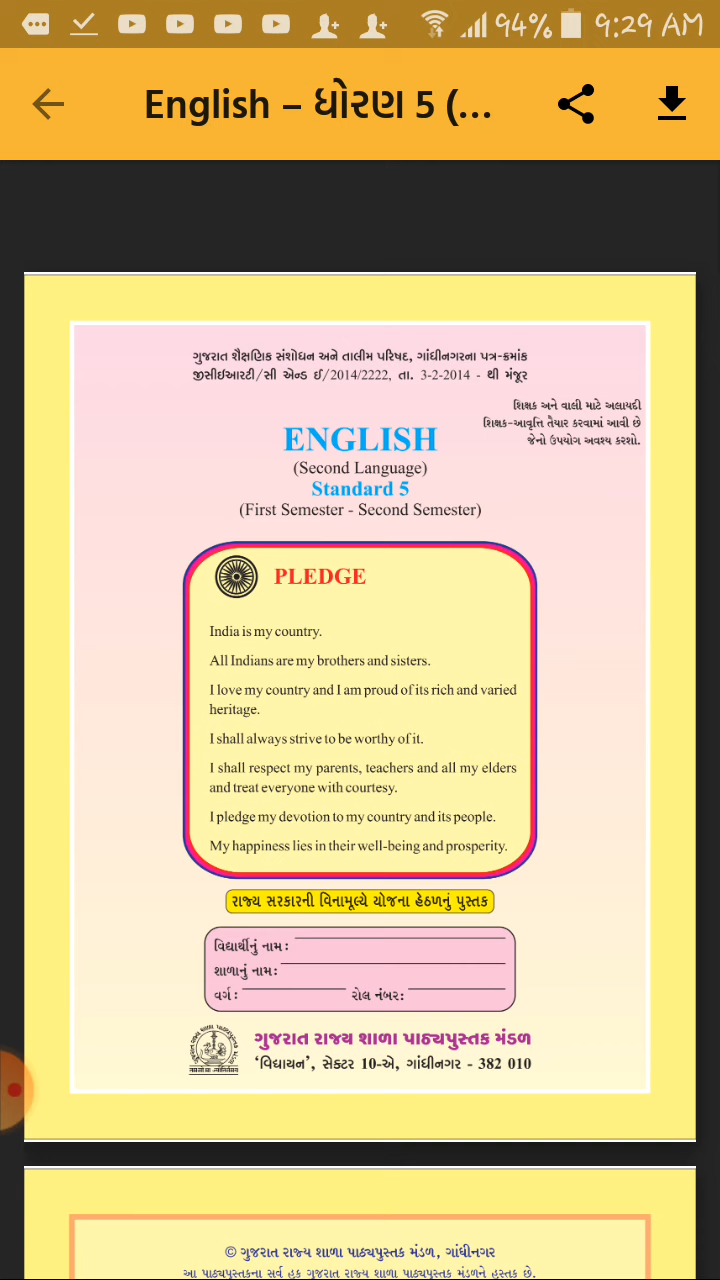 94% 9:29 AM
English – ધોરણ 5 (...
ગુજરાત શૈક્ષણિક સંશોધન અને તાલીમ પરિષદ, ગાંધીનગરના પત્ર-ક્રમાંક
જીસીઈઆરટી/સી એન્ડ ઈ/2014/2222, તા. 3-2-2014 - થી મંજૂર
શિક્ષક અને વાલી માટે અલાયદી
શિક્ષક-આવૃત્તિ તૈયાર કરવામાં આવી છે
જેનો ઉપયોગ અવશ્ય કરશો.
ENGLISH
(Second Language)
Standard 5
(First Semester - Second Semester)
PLEDGE
India is my country.
All Indians are my brothers and sisters.
I love my country and I am proud of its rich and varied
heritage.
I shall always strive to be worthy of it.
I shall respect my parents, teachers and all my elders
and treat everyone with courtesy.
I pledge my devotion to my country and its people.
My happiness lies in their well-being and prosperity.
રાજ્ય સરકારની વિનામૂલ્યે યોજના હેઠળનું પુસ્તક
વિદ્યાર્થીનું નામ :
શાળાનું નામ :
વર્ગ : રોલ નંબર:
ગુજરાત રાજ્ય શાળા પાઠ્યપુસ્તક મંડળ
‘વિદ્યાયન’, સેક્ટર 10-એ, ગાંધીનગર - 382 010
© ગુજરાત રાજ્ય શાળા પાઠ્યપુસ્તક મંડળ, ગાંધીનગર
આ પાઠ્યપુસ્તકના સર્વ હક ગુજરાત રાજ્ય શાળા પાઠ્યપુસ્તક મંડળને હસ્તક છે.